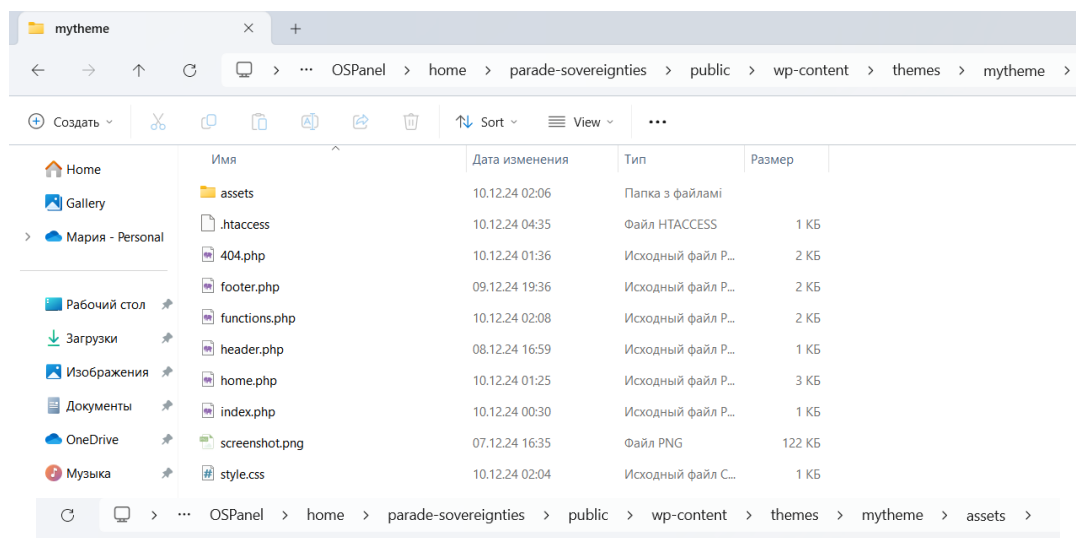 mytheme
OSPanel > home > parade-sovereignties > public > wp-content > themes > mytheme >
Создать Sort View
Имя Дата изменения Тип Размер
Home
Gallery
Мария - Personal
Рабочий стол
Загрузки
Изображения
Документы
OneDrive
Музыка
assets 10.12.24 02:06 Папка з файламі
.htaccess 10.12.24 04:35 Файл HTACCESS 1 КБ
404.php 10.12.24 01:36 Исходный файл P... 2 КБ
footer.php 09.12.24 19:36 Исходный файл P... 2 КБ
functions.php 10.12.24 02:08 Исходный файл P... 2 КБ
header.php 08.12.24 16:59 Исходный файл P... 1 КБ
home.php 10.12.24 01:25 Исходный файл P... 3 КБ
index.php 10.12.24 00:30 Исходный файл P... 1 КБ
screenshot.png 07.12.24 16:35 Файл PNG 122 КБ
style.css 10.12.24 02:04 Исходный файл C... 1 КБ
OSPanel > home > parade-sovereignties > public > wp-content > themes > mytheme > assets >